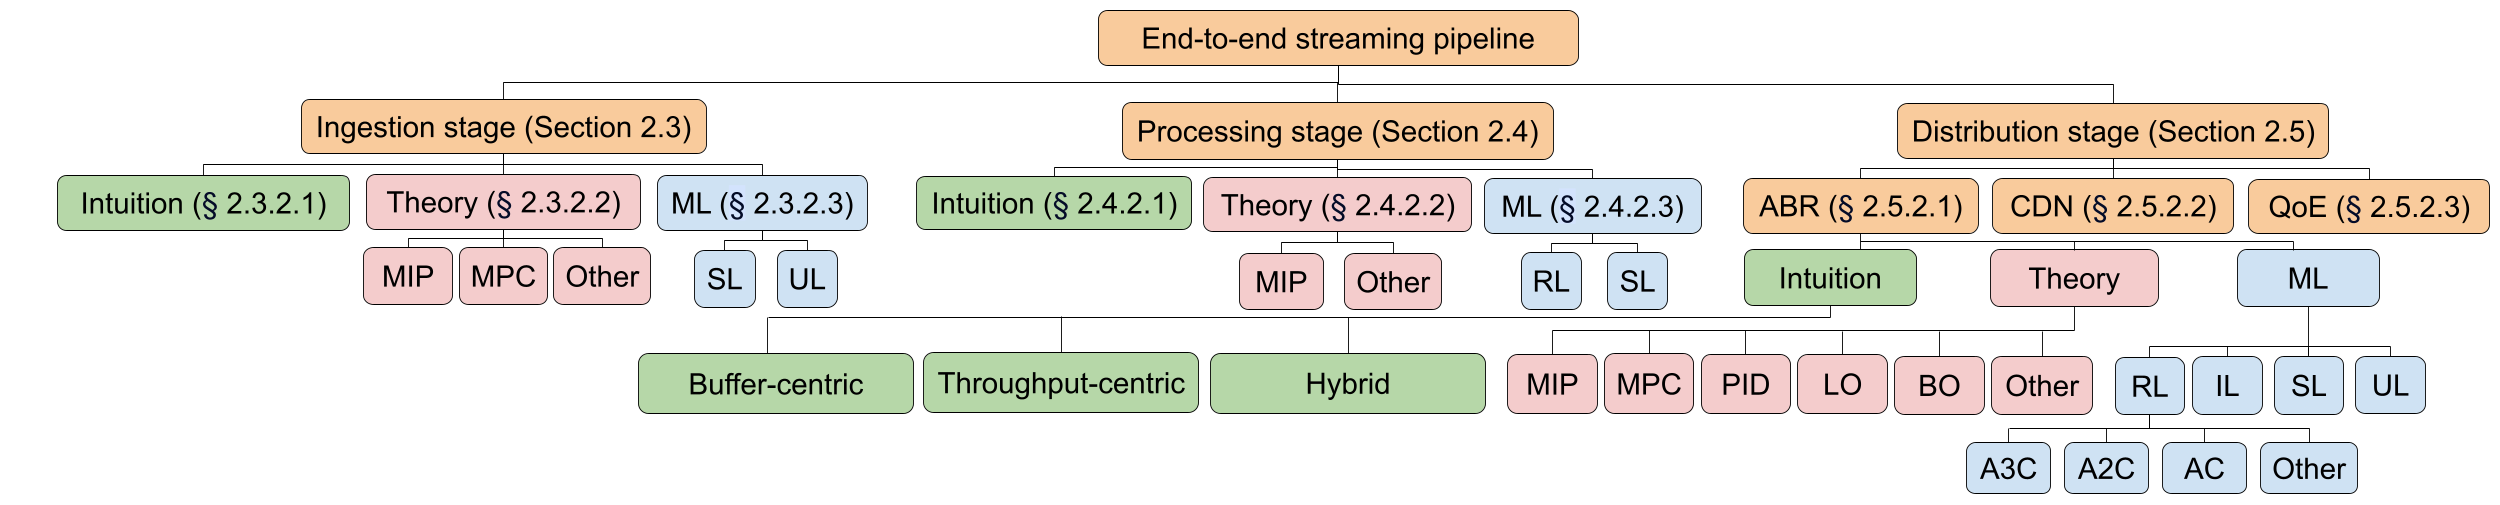 End-to-end streaming pipeline
Ingestion stage (Section 2.3)
Processing stage (Section 2.4)
Distribution stage (Section 2.5)
Intuition (§ 2.3.2.1)
Theory (§ 2.3.2.2)
ML (§ 2.3.2.3)
Intuition (§ 2.4.2.1)
Theory (§ 2.4.2.2)
ML (§ 2.4.2.3)
ABR (§ 2.5.2.1)
CDN (§ 2.5.2.2)
QoE (§ 2.5.2.3)
MIP
MPC
Other
SL
UL
MIP
Other
RL
SL
Intuition
Theory
ML
Buffer-centric
Throughput-centric
Hybrid
MIP
MPC
PID
LO
BO
Other
RL
IL
SL
UL
A3C
A2C
AC
Other